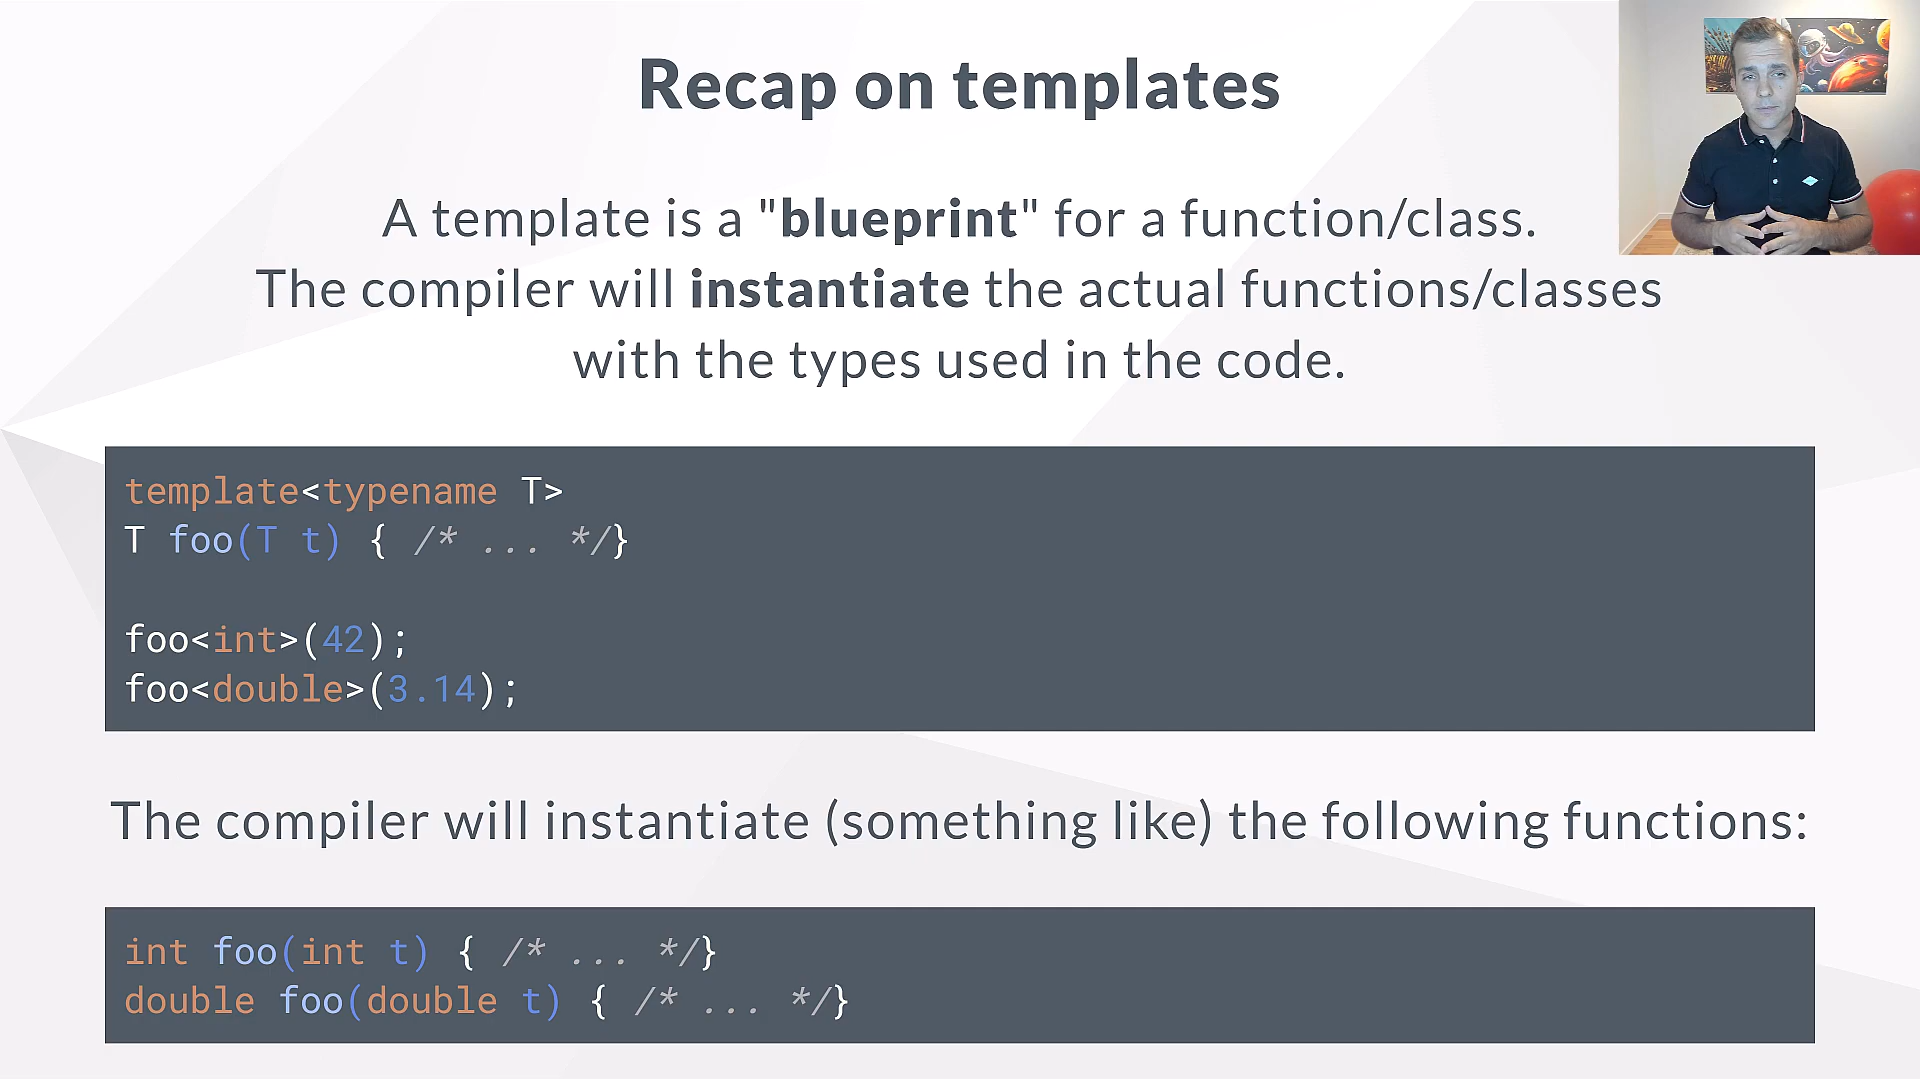 Recap on templates
A template is a "blueprint" for a function/class.
The compiler will instantiate the actual functions/classes
with the types used in the code.
template<typename T>
T foo(T t) { /* ... */}
foo<int>(42);
foo<double>(3.14);
The compiler will instantiate (something like) the following functions:
int foo(int t) { /* ...  */}
double foo(double t) { /* ...  */}